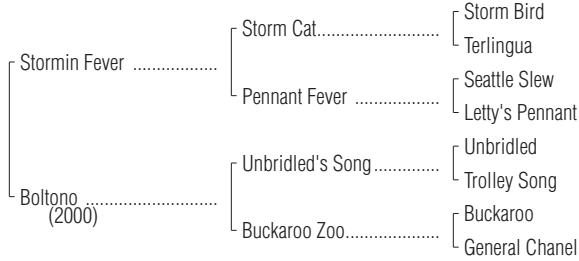 Storm Bird
Storm Cat
Terlingua
Stormin Fever
Seattle Slew
Pennant Fever
Letty's Pennant
Unbridled
Unbridled's Song
Trolley Song
Boltono
(2000)
Buckaroo
Buckaroo Zoo
General Chanel